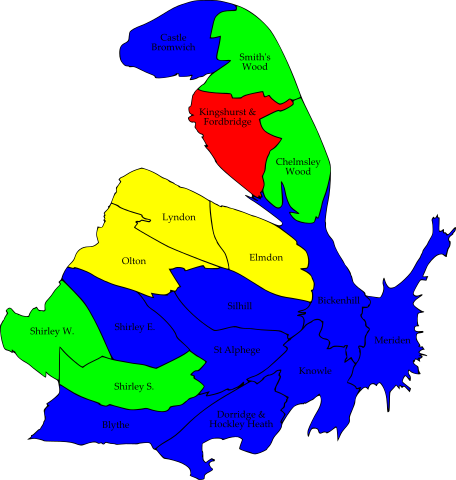 Castle
Bromwich
Smith's
Wood
Kingshurst &
Fordbridge
Chelmsley
Wood
Lyndon
Olton
Elmdon
Bickenhill
Silhill
Shirley W.
Shirley E.
Meriden
St Alphege
Knowle
Shirley S.
Dorridge &
Hockley Heath
Blythe